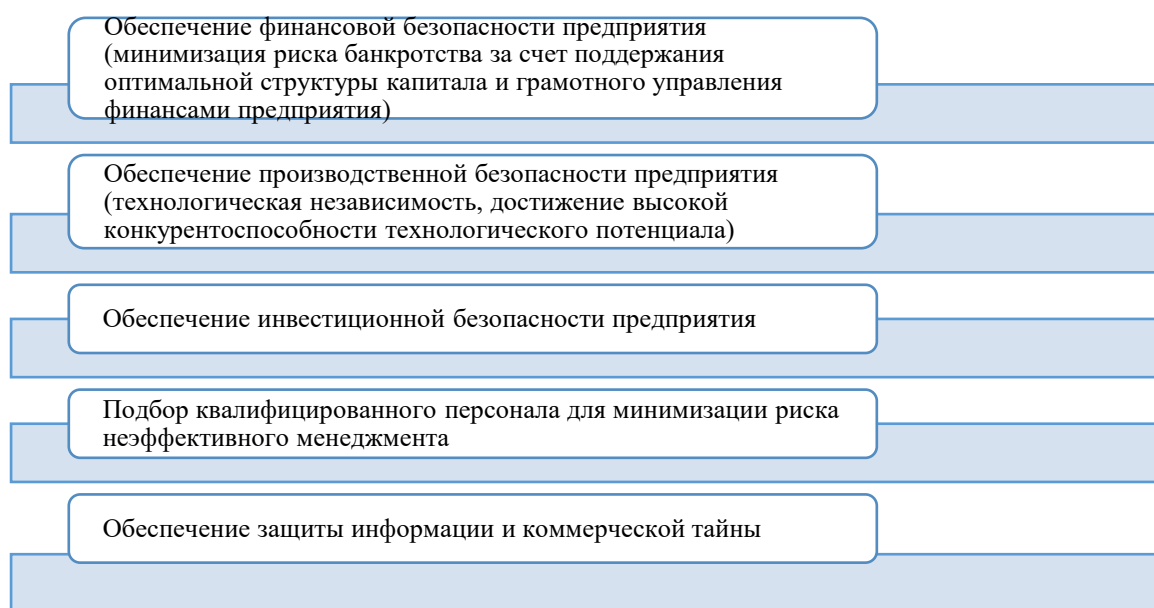 Обеспечение финансовой безопасности предприятия
(минимизация риска банкротства за счет поддержания
оптимальной структуры капитала и грамотного управления
финансами предприятия)
Обеспечение производственной безопасности предприятия
(технологическая независимость, достижение высокой
конкурентоспособности технологического потенциала)
Обеспечение инвестиционной безопасности предприятия
Подбор квалифицированного персонала для минимизации риска
неэффективного менеджмента
Обеспечение защиты информации и коммерческой тайны